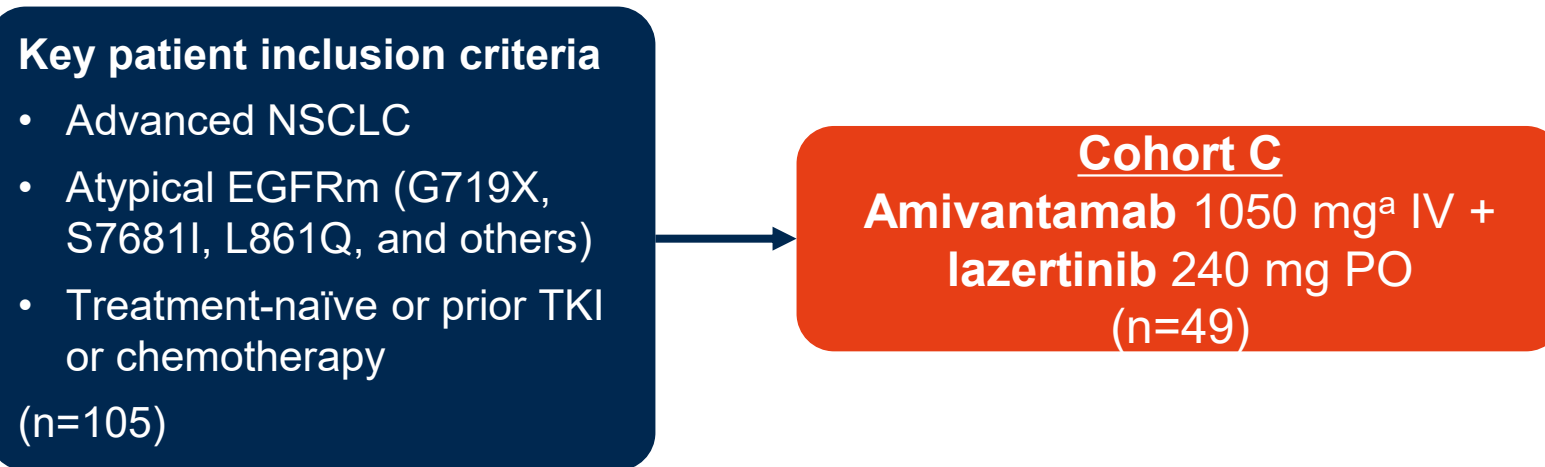 Key patient inclusion criteria
• Advanced NSCLC
• Atypical EGFRm (G719X,
S7681I, L861Q, and others)
• Treatment-naïve or prior TKI
or chemotherapy
(n=105)
Cohort C
Amivantamab 1050 mgᵃ IV +
lazertinib 240 mg PO
(n=49)